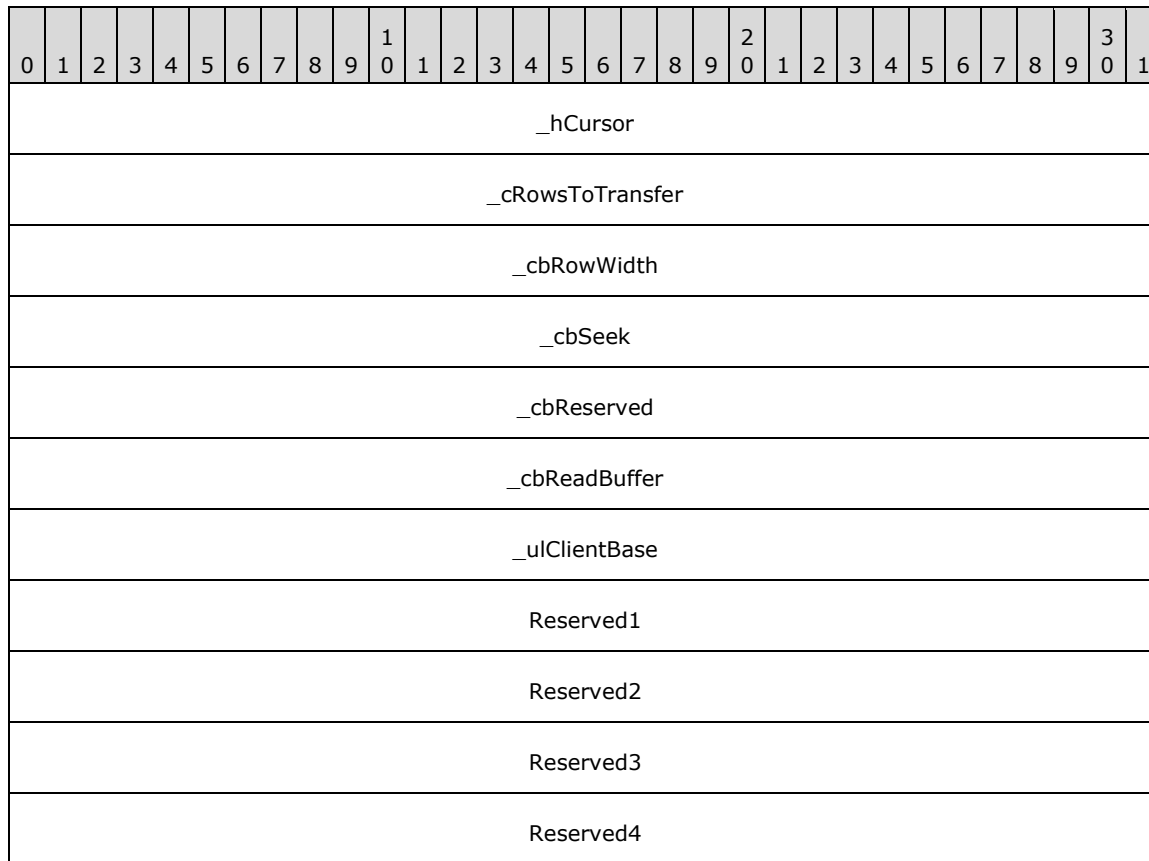 1 2 3
0 1 2 3 4 5 6 7 8 9 0 1 2 3 4 5 6 7 8 9 0 1 2 3 4 5 6 7 8 9 0 1
_hCursor
_cRowsToTransfer
_cbRowWidth
_cbSeek
_cbReserved
_cbReadBuffer
_ulClientBase
Reserved1
Reserved2
Reserved3
Reserved4